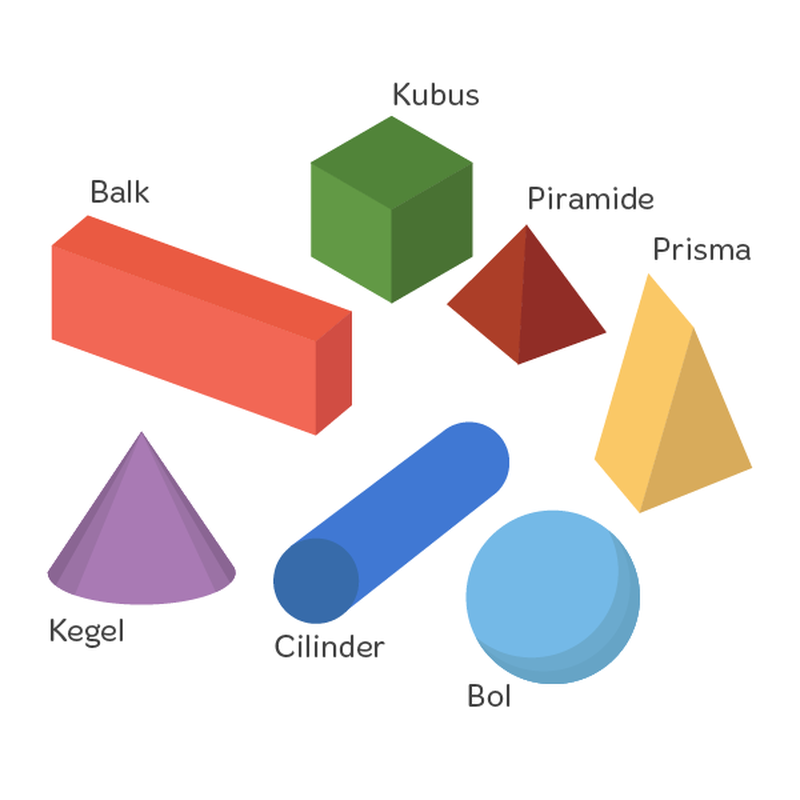 Kubus
Balk
Piramide
Prisma
Kegel
Cilinder
Bol